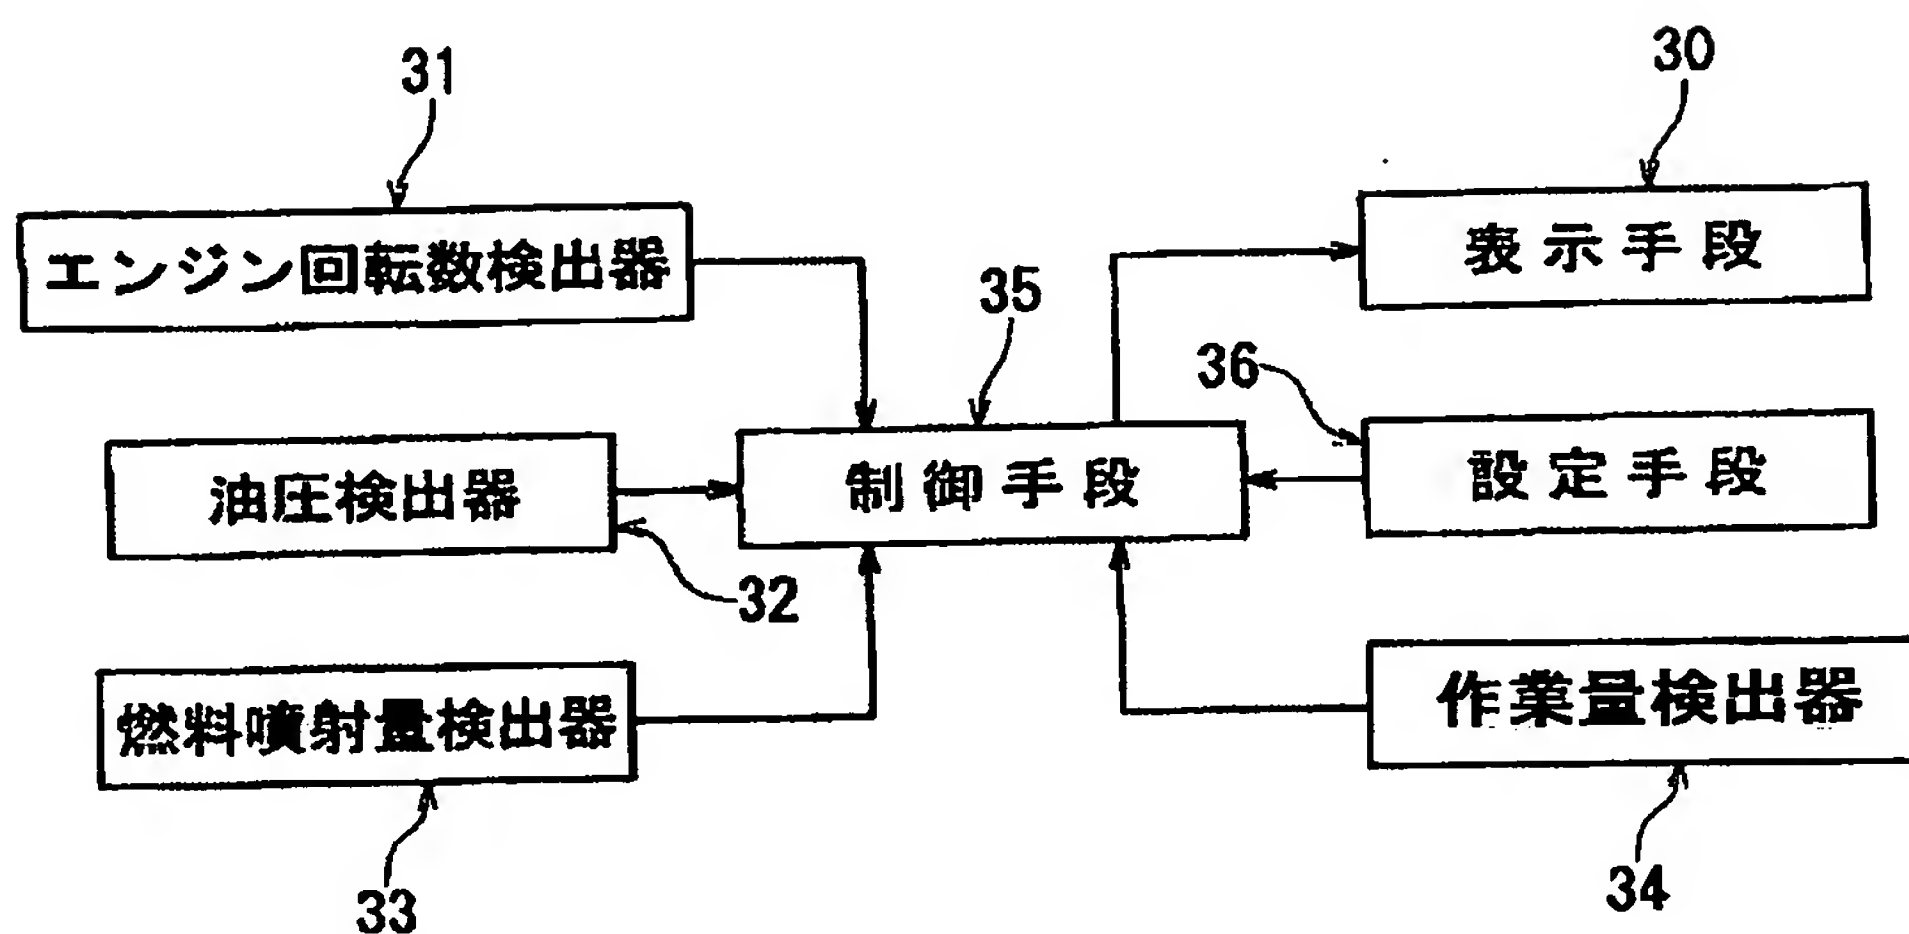 31
30
エンジン回転数検出器
表示手段
35
36
油圧検出器
制御手段
設定手段
32
燃料噴射量検出器
作業量検出器
33
34